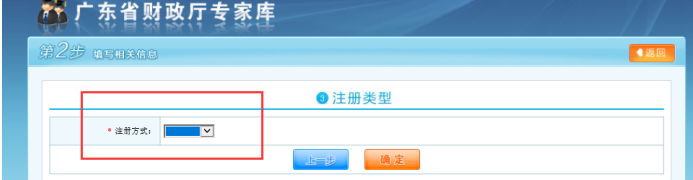 广东省财政厅专家库
第2步 填写相关信息
返回
3 注册类型
* 注册方式:
上一步 确定